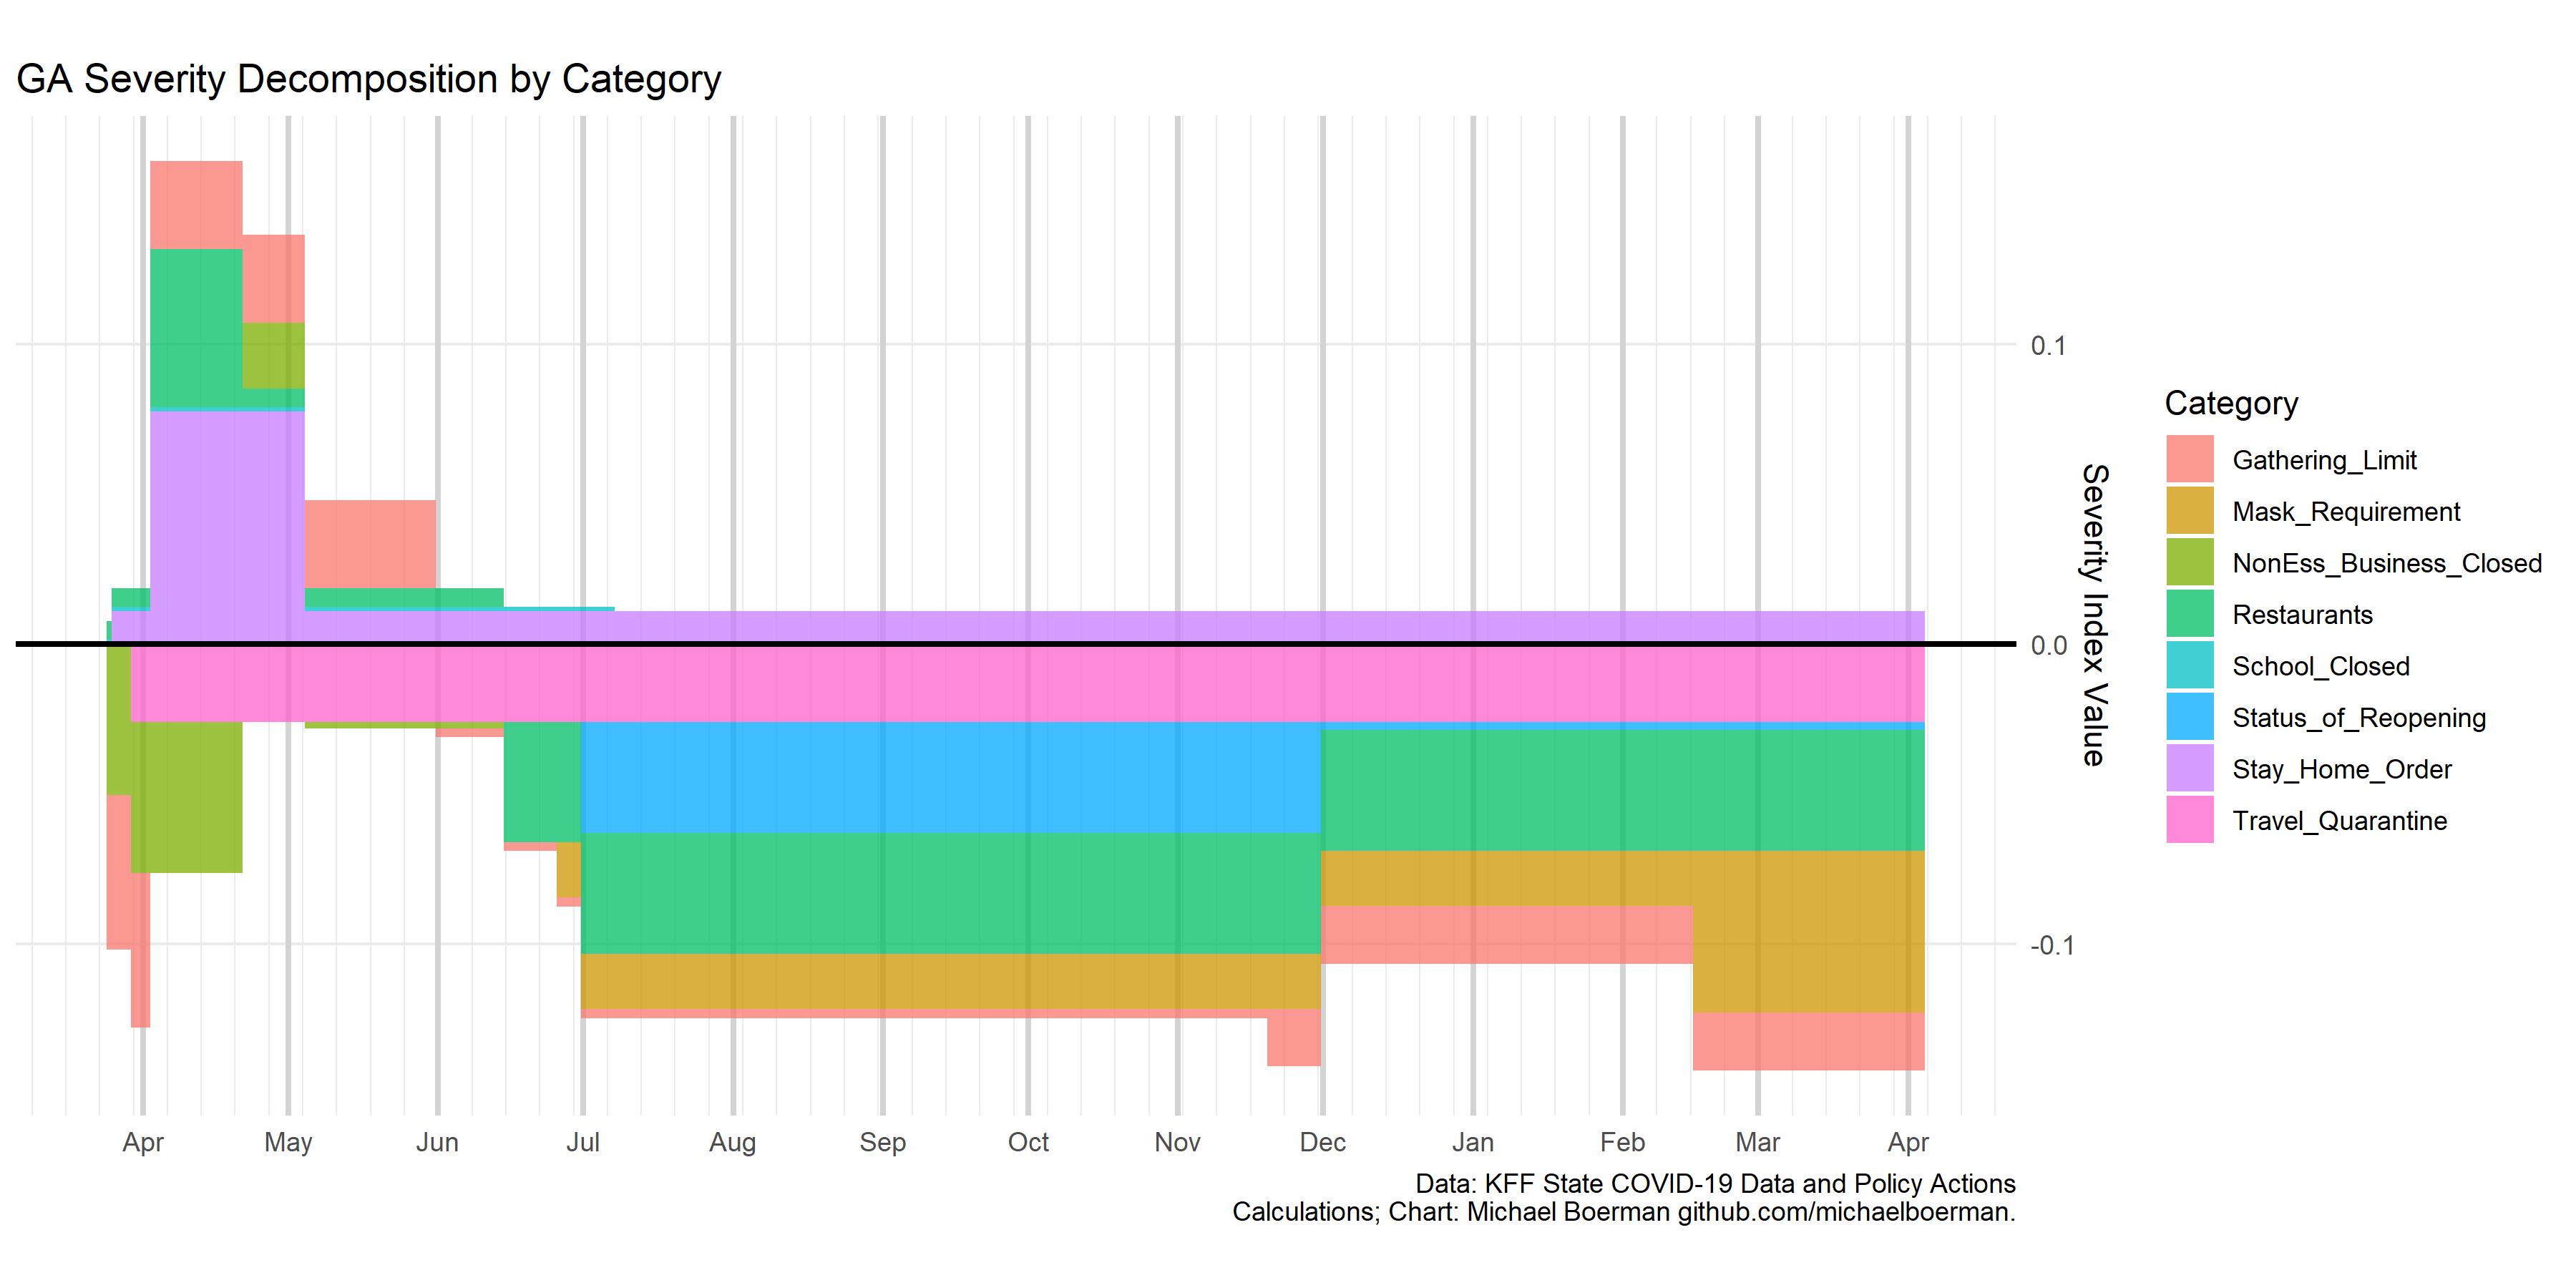 GA Severity Decomposition by Category
0.1
0.0
-0.1
Severity Index Value
Category
Gathering_Limit
Mask_Requirement
NonEss_Business_Closed
Restaurants
School_Closed
Status_of_Reopening
Stay_Home_Order
Travel_Quarantine
Apr May Jun Jul Aug Sep Oct Nov Dec Jan Feb Mar Apr
Data: KFF State COVID-19 Data and Policy Actions
Calculations; Chart: Michael Boerman github.com/michaelboerman.